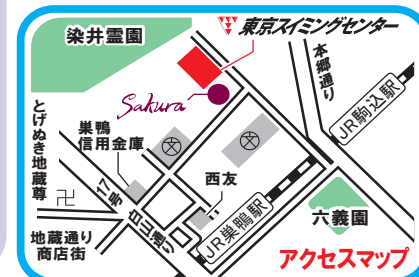 染井霊園
東京スイミングセンター
本郷通り
Sakura
JR駒込駅
とげぬき地蔵尊
巣鴨
信用金庫
卍
文
文
17号
白山通り
西友
JR巣鴨駅
六義園
地蔵通り
商店街
アクセスマップ